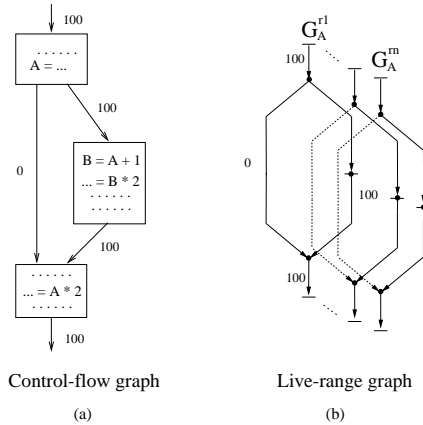 . . . . . .
A = ...
100
0
100
B = A + 1
... = B * 2
. . . . . .
. . . . . .
100
. . . . . .
... = A * 2
. . . . . .
100
Control-flow graph
(a)
G_A^{r1}
. . . . .
G_A^{rn}
100
0
100
100
. . . . .
Live-range graph
(b)